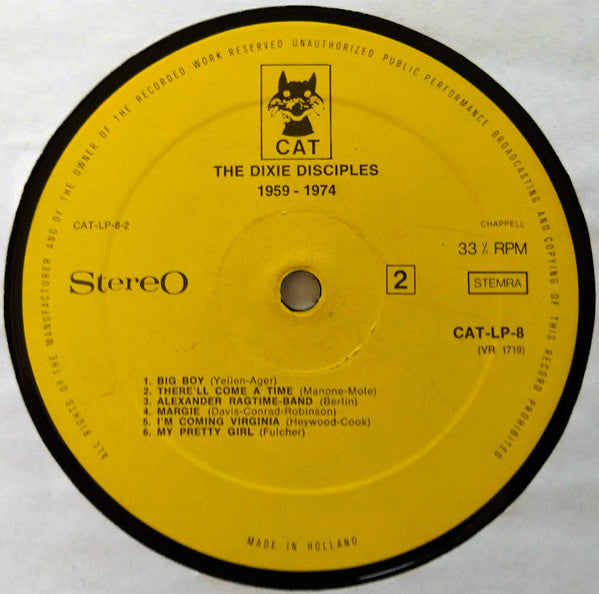 ALL RIGHTS OF THE MANUFACTURER AND OF THE OWNER OF THE RECORDED WORK RESERVED UNAUTHORIZED PUBLIC PERFORMANCE BROADCASTING AND COPYING OF THIS RECORD PROHIBITED
CAT
THE DIXIE DISCIPLES
1959 - 1974
CAT-LP-8-2
CHAPPELL
33 ⅓ RPM
Stereo
2
STEMRA
CAT-LP-8
(VR 1719)
1. BIG BOY (Yellen-Ager)
2. THERE'LL COME A TIME (Manone-Mole)
3. ALEXANDER RAGTIME-BAND (Berlin)
4. MARGIE (Davis-Conrad-Robinson)
5. I'M COMING VIRGINIA (Heywood-Cook)
6. MY PRETTY GIRL (Fulcher)
MADE IN HOLLAND